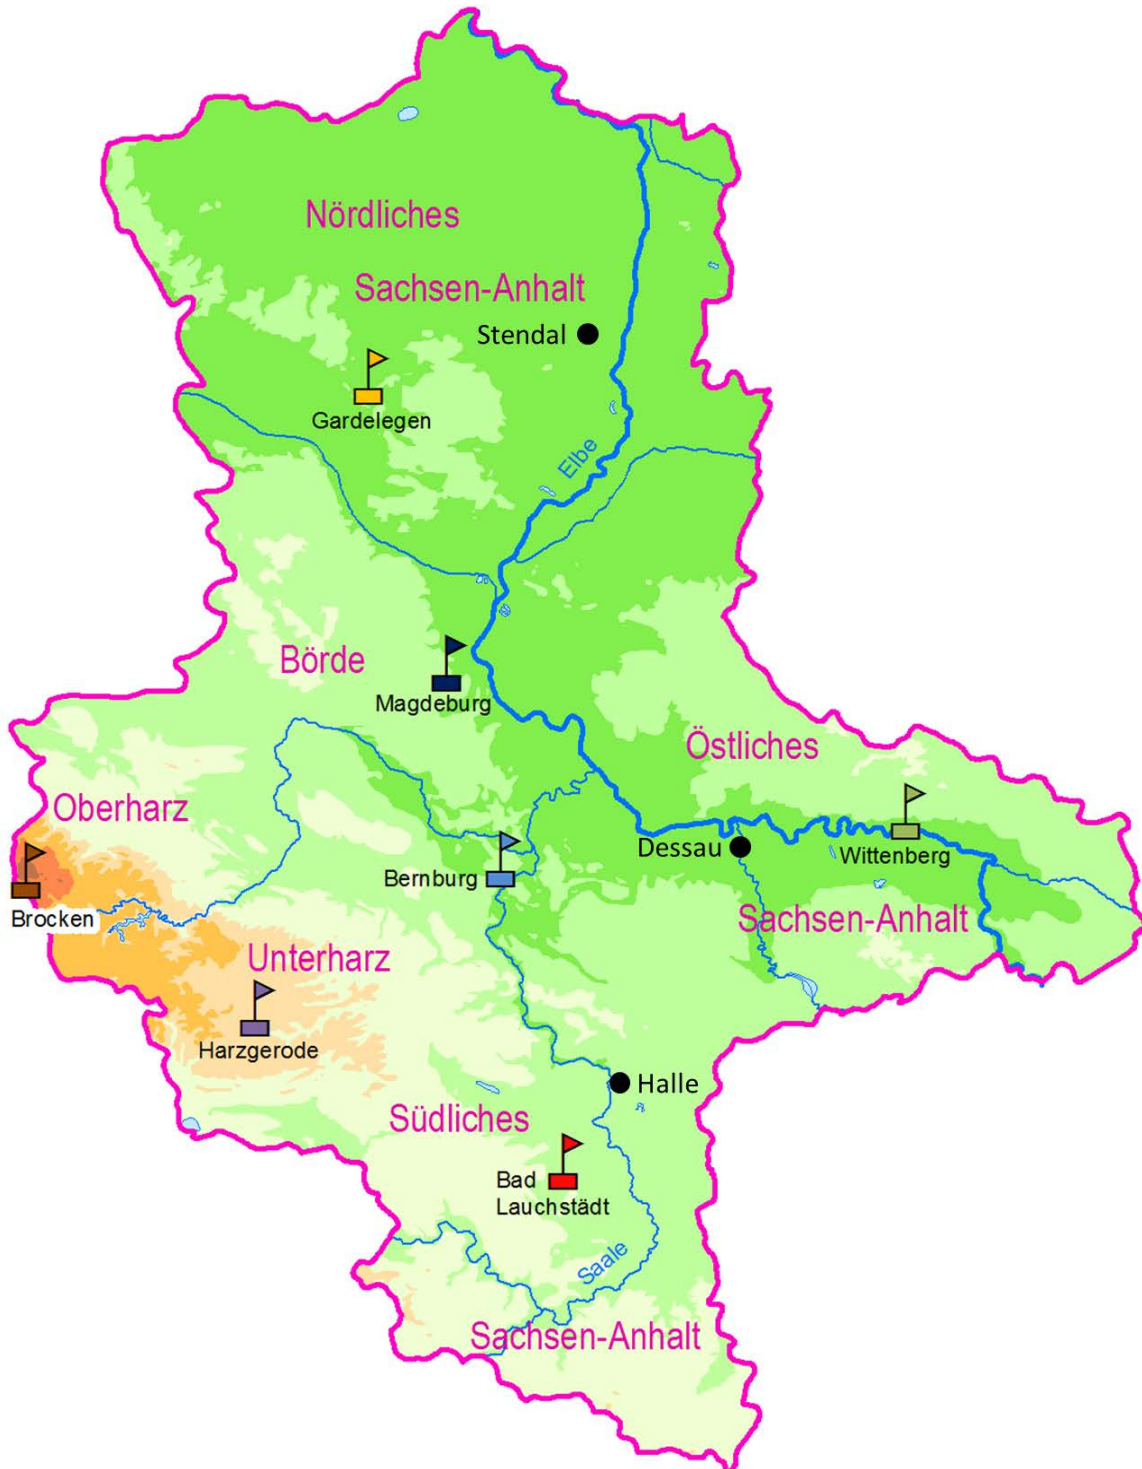 Nördliches
Sachsen-Anhalt
Stendal
Gardelegen
Elbe
Börde
Magdeburg
Östliches
Oberharz
Wittenberg
Dessau
Bernburg
Brocken
Sachsen-Anhalt
Unterharz
Harzgerode
Halle
Südliches
Bad
Lauchstädt
Saale
Sachsen-Anhalt